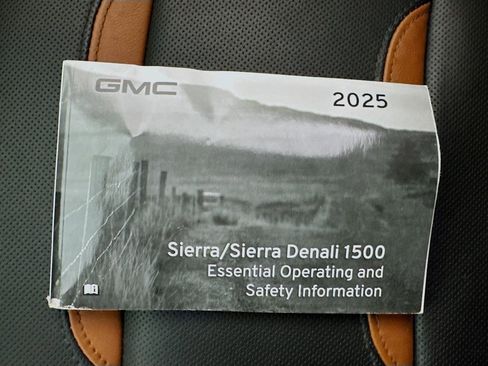 GMC
2025
Sierra/Sierra Denali 1500
Essential Operating and
Safety Information